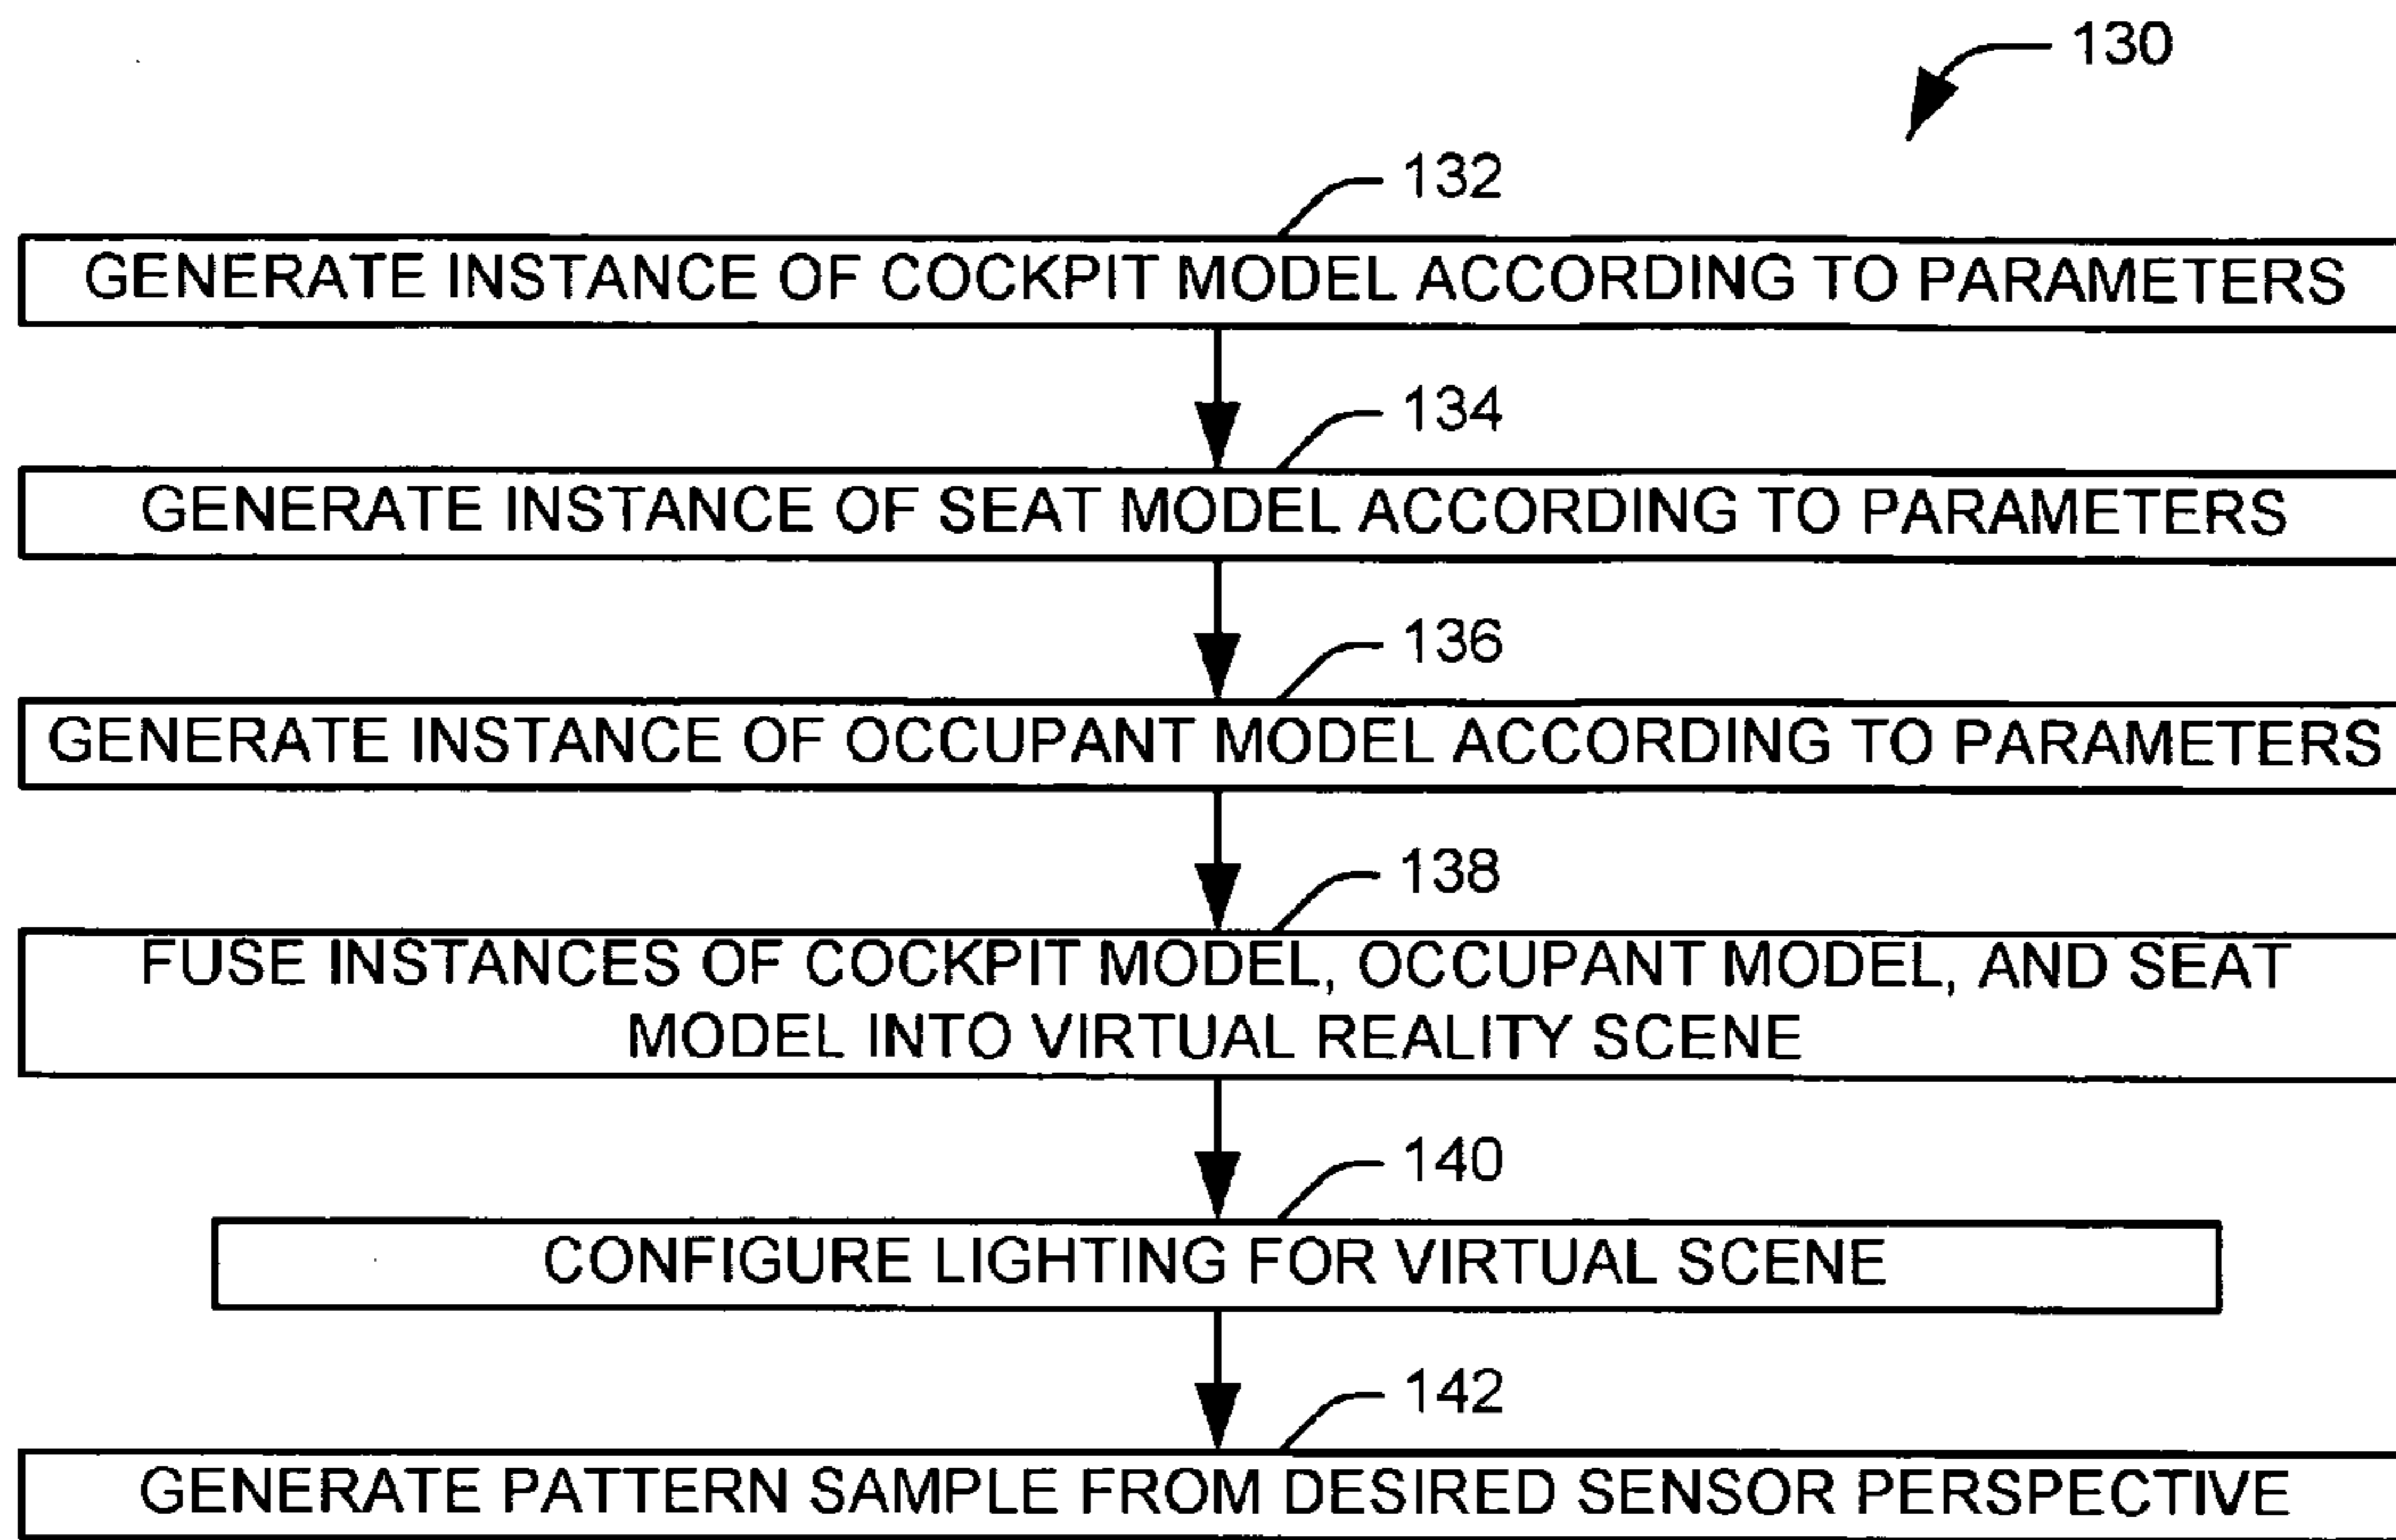 130
132
GENERATE INSTANCE OF COCKPIT MODEL ACCORDING TO PARAMETERS
134
GENERATE INSTANCE OF SEAT MODEL ACCORDING TO PARAMETERS
136
GENERATE INSTANCE OF OCCUPANT MODEL ACCORDING TO PARAMETERS
138
FUSE INSTANCES OF COCKPIT MODEL, OCCUPANT MODEL, AND SEAT
MODEL INTO VIRTUAL REALITY SCENE
140
CONFIGURE LIGHTING FOR VIRTUAL SCENE
142
GENERATE PATTERN SAMPLE FROM DESIRED SENSOR PERSPECTIVE